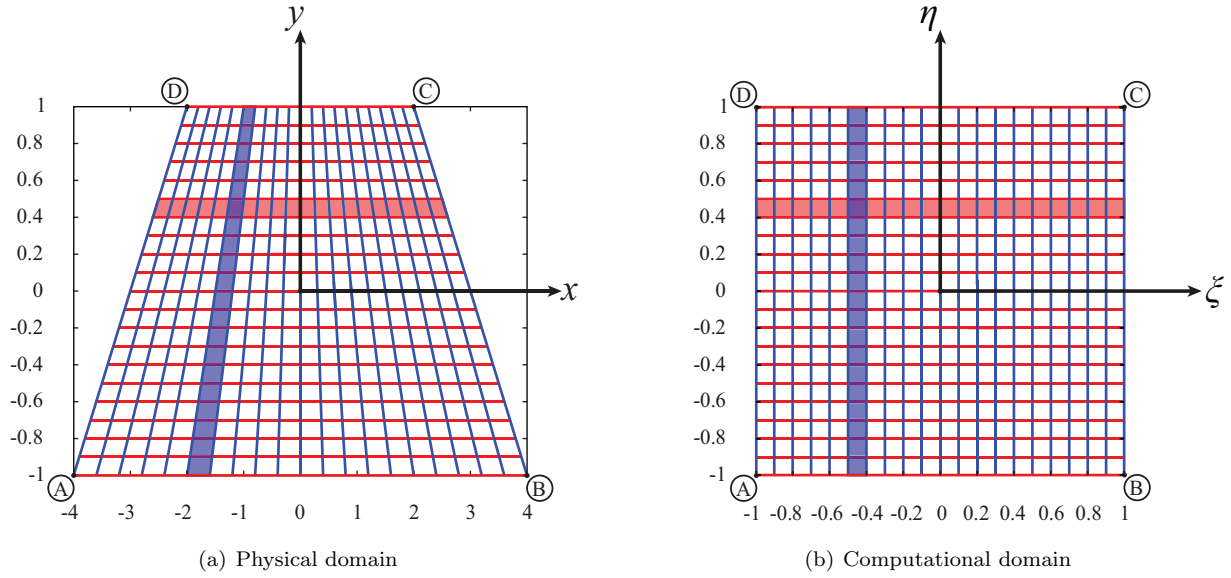 y
η
D
C
D
C
1
0.8
0.6
0.4
0.2
0
-0.2
-0.4
-0.6
-0.8
-1
x
A
B
-4 -3 -2 -1 0 1 2 3 4
(a) Physical domain
1
0.8
0.6
0.4
0.2
0
-0.2
-0.4
-0.6
-0.8
-1
ξ
A
B
-1 -0.8 -0.6 -0.4 -0.2 0 0.2 0.4 0.6 0.8 1
(b) Computational domain